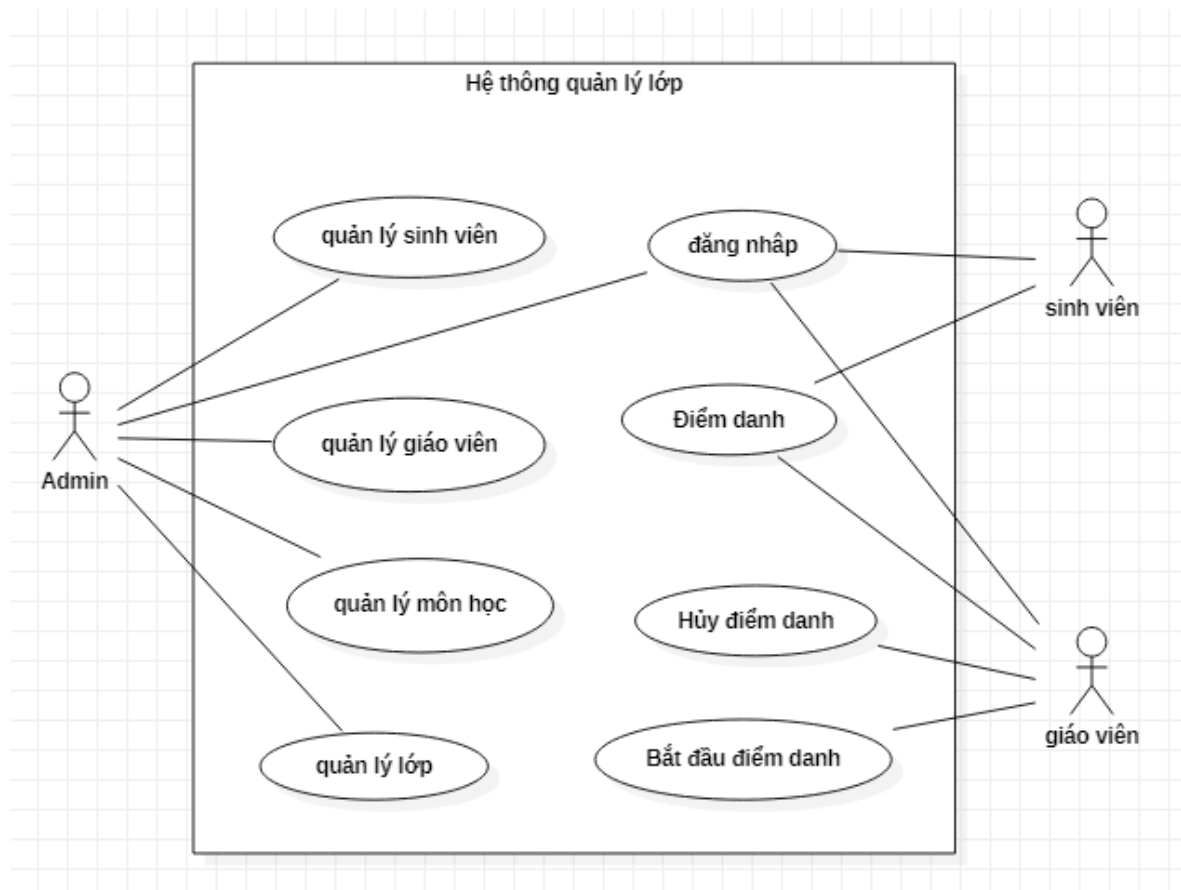 Hệ thông quản lý lớp
quản lý sinh viên
đăng nhâp
sinh viên
Điểm danh
quản lý giáo viên
Admin
quản lý môn học
Hủy điểm danh
giáo viên
quản lý lớp
Bắt đầu điểm danh